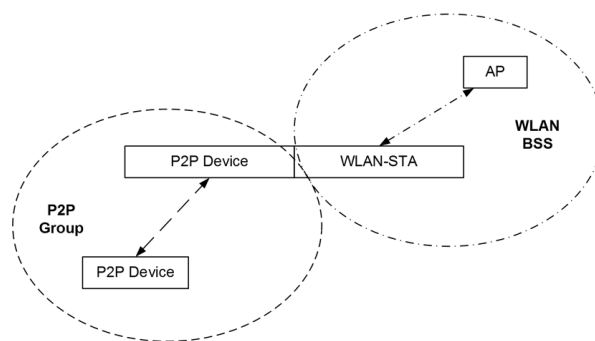 AP
WLAN
BSS
P2P Device
WLAN-STA
P2P
Group
P2P Device